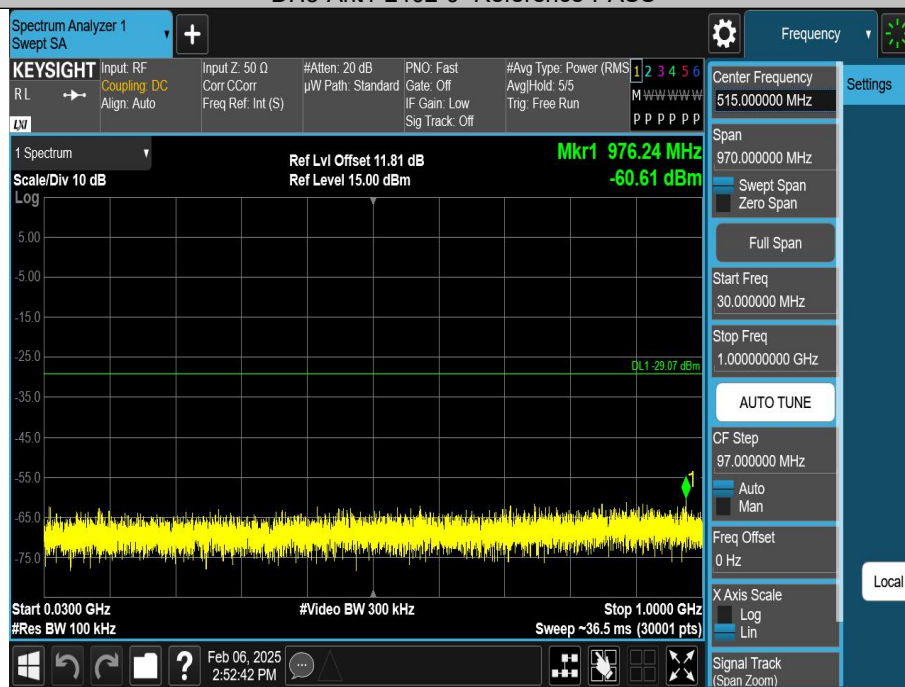 Spectrum Analyzer 1
Swept SA
Frequency
KEYSIGHT
RL
LXI
Input: RF
Coupling: DC
Align: Auto
Input Z: 50 Ω
Corr CCorr
Freq Ref: Int (S)
#Atten: 20 dB
µW Path: Standard
PNO: Fast
Gate: Off
IF Gain: Low
Sig Track: Off
#Avg Type: Power (RMS
Avg|Hold: 5/5
Trig: Free Run
1 2 3 4 5 6
M W W W W W
P P P P P P
1 Spectrum
Scale/Div 10 dB
Log
Ref Lvl Offset 11.81 dB
Ref Level 15.00 dBm
Mkr1 976.24 MHz
-60.61 dBm
5.00
-5.00
-15.0
-25.0
DL1 -29.07 dBm
-35.0
-45.0
-55.0
1
-65.0
-75.0
Start 0.0300 GHz
#Res BW 100 kHz
#Video BW 300 kHz
Stop 1.0000 GHz
Sweep ~36.5 ms (30001 pts)
Feb 06, 2025
2:52:42 PM
Center Frequency
515.000000 MHz
Settings
Span
970.000000 MHz
Swept Span
Zero Span
Full Span
Start Freq
30.000000 MHz
Stop Freq
1.000000000 GHz
AUTO TUNE
CF Step
97.000000 MHz
Auto
Man
Freq Offset
0 Hz
Local
X Axis Scale
Log
Lin
Signal Track
(Span Zoom)